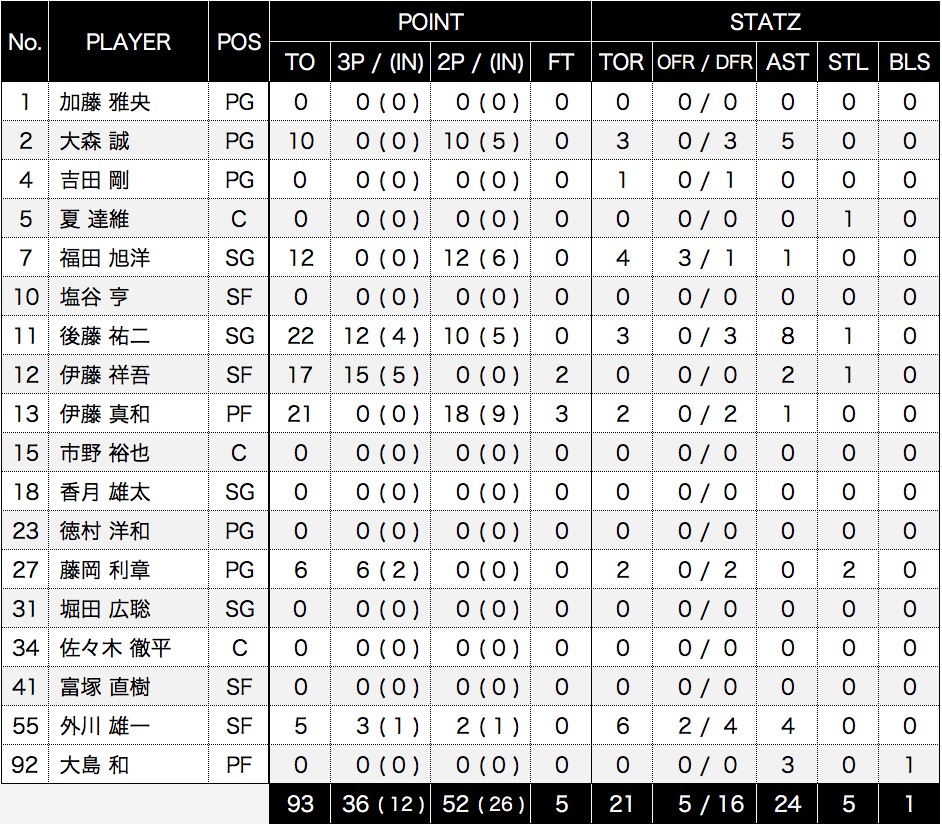 No. PLAYER POS POINT STATZ
TO 3P / (IN) 2P / (IN) FT TOR OFR / DFR AST STL BLS
1 加藤 雅央 PG 0 0 ( 0 ) 0 ( 0 ) 0 0 0 / 0 0 0 0
2 大森 誠 PG 10 0 ( 0 ) 10 ( 5 ) 0 3 0 / 3 5 0 0
4 吉田 剛 PG 0 0 ( 0 ) 0 ( 0 ) 0 1 0 / 1 0 0 0
5 夏 達維 C 0 0 ( 0 ) 0 ( 0 ) 0 0 0 / 0 0 1 0
7 福田 旭洋 SG 12 0 ( 0 ) 12 ( 6 ) 0 4 3 / 1 1 0 0
10 塩谷 亨 SF 0 0 ( 0 ) 0 ( 0 ) 0 0 0 / 0 0 0 0
11 後藤 祐二 SG 22 12 ( 4 ) 10 ( 5 ) 0 3 0 / 3 8 1 0
12 伊藤 祥吾 SF 17 15 ( 5 ) 0 ( 0 ) 2 0 0 / 0 2 1 0
13 伊藤 真和 PF 21 0 ( 0 ) 18 ( 9 ) 3 2 0 / 2 1 0 0
15 市野 裕也 C 0 0 ( 0 ) 0 ( 0 ) 0 0 0 / 0 0 0 0
18 香月 雄太 SG 0 0 ( 0 ) 0 ( 0 ) 0 0 0 / 0 0 0 0
23 徳村 洋和 PG 0 0 ( 0 ) 0 ( 0 ) 0 0 0 / 0 0 0 0
27 藤岡 利章 PG 6 6 ( 2 ) 0 ( 0 ) 0 2 0 / 2 0 2 0
31 堀田 広聡 SG 0 0 ( 0 ) 0 ( 0 ) 0 0 0 / 0 0 0 0
34 佐々木 徹平 C 0 0 ( 0 ) 0 ( 0 ) 0 0 0 / 0 0 0 0
41 富塚 直樹 SF 0 0 ( 0 ) 0 ( 0 ) 0 0 0 / 0 0 0 0
55 外川 雄一 SF 5 3 ( 1 ) 2 ( 1 ) 0 6 2 / 4 4 0 0
92 大島 和 PF 0 0 ( 0 ) 0 ( 0 ) 0 0 0 / 0 3 0 1
93 36 ( 12 ) 52 ( 26 ) 5 21 5 / 16 24 5 1